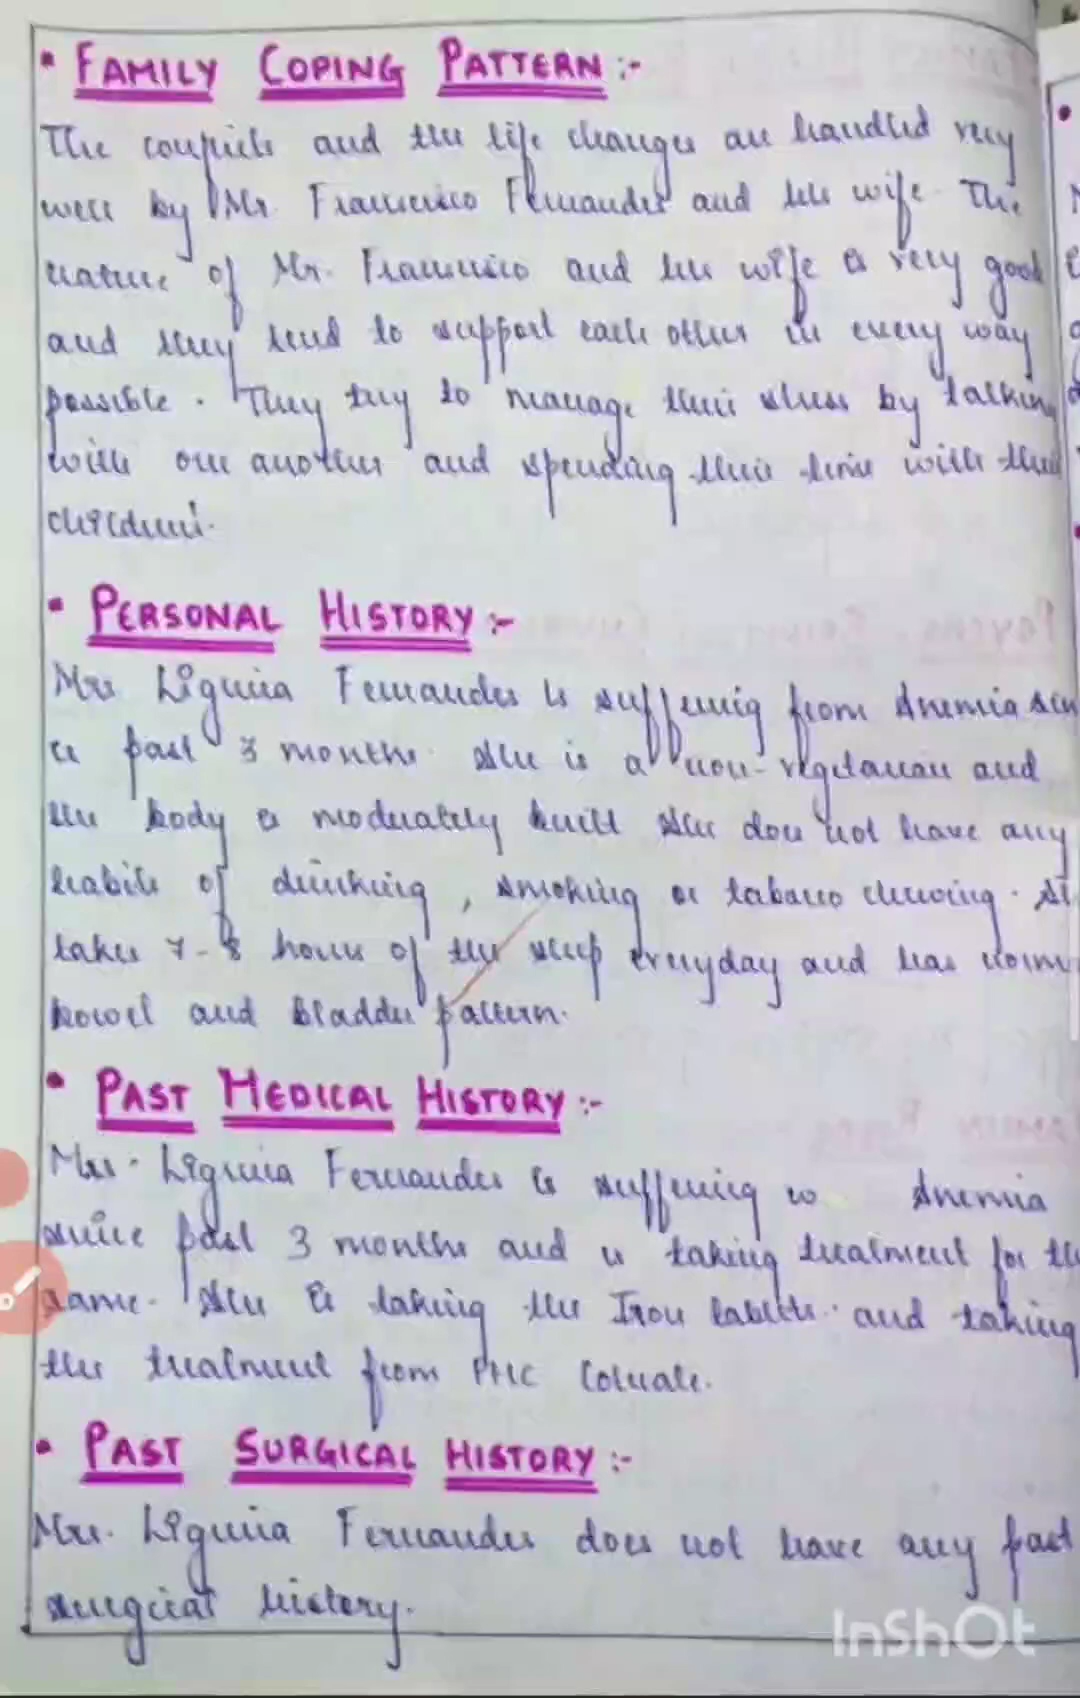 • FAMILY COPING PATTERN :-
The conflicts and the life changes are handled very
well by Mr. Francisco Fernandes and his wife. The
nature of Mr. Francisco and his wife is very good
and they tend to support each other in every way
possible. They try to manage their stress by talking
with one another and spending their time with their
children.
• PERSONAL HISTORY :-
Mrs. Liguria Fernandes is suffering from Anemia sin
ce past 3 months. She is a non-vegetarian and
the body is moderately built she does not have any
habits of drinking, smoking or tabacco chewing. S
takes 7-8 hours of the sleep everyday and has norm
bowel and bladder pattern.
• PAST MEDICAL HISTORY :-
Mrs. Liguria Fernandes is suffering Anemia
since past 3 months and is taking treatment for the
same. She is taking the Iron tablets. and taking
the treatment from PHC Colvale.
• PAST SURGICAL HISTORY :-
Mrs. Liguria Fernandes does not have any past
surgical history.
InShOt